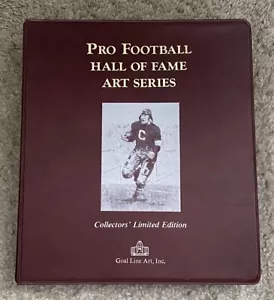 PRO FOOTBALL
HALL OF FAME
ART SERIES
C
Collectors' Limited Edition
Goal Line Art, Inc.